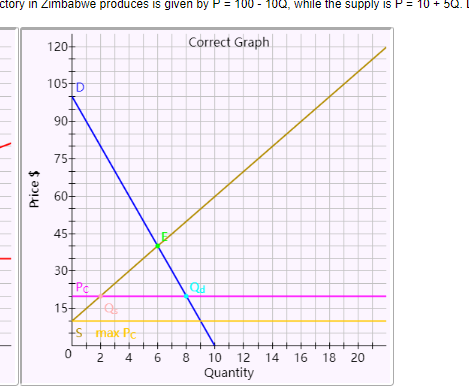 ctory in Zimbabwe produces is given by P = 100 - 10Q, while the supply is P = 10 + 5Q.
Correct Graph
120
105
D
90
75
Price $
60
45
E
30
Pc
Qd
15
Qs
S
max Pc
0
2 4 6 8 10 12 14 16 18 20
Quantity